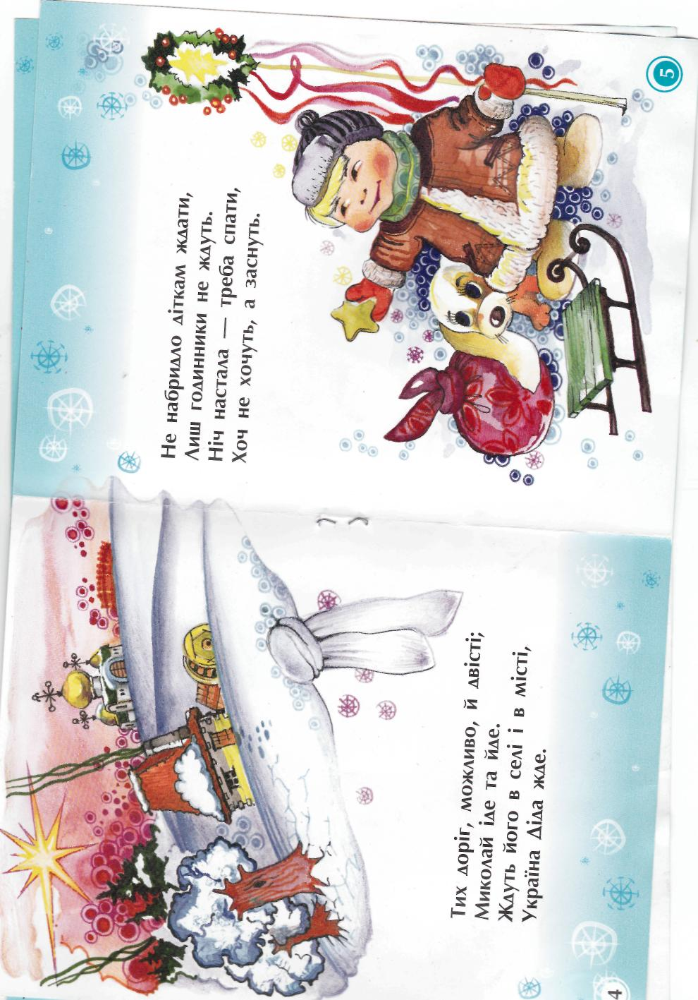 Тих доріг, можливо, й двісті;
Миколай іде та йде.
Ждуть його в селі і в місті,
Україна Діда жде.
4
Не набридло діткам ждати,
Лиш годинники не ждуть.
Ніч настала — треба спати,
Хоч не хочуть, а заснуть.
5